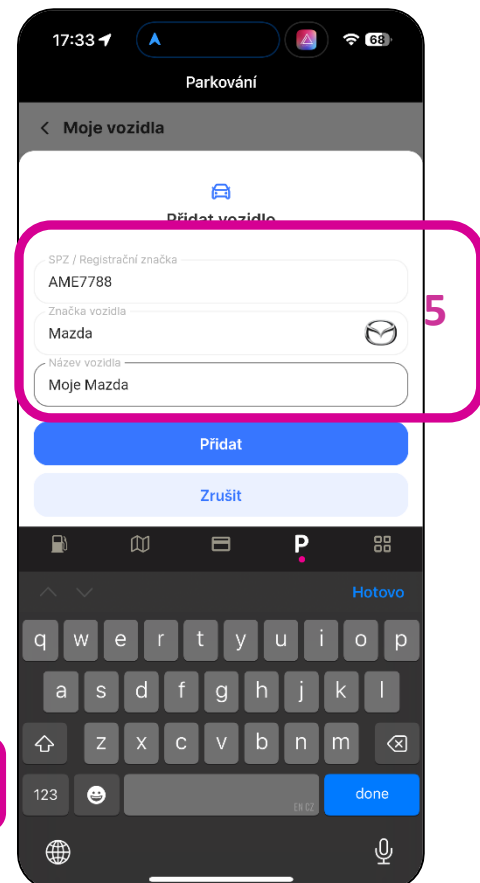 17:33
68
Parkování
Moje vozidla
Přidat vozidlo
SPZ / Registrační značka
AME7788
5
Značka vozidla
Mazda
Název vozidla
Moje Mazda
Přidat
Zrušit
P
Hotovo
q w e r t y u i o p
a s d f g h j k l
z x c v b n m
123
EN CZ
done